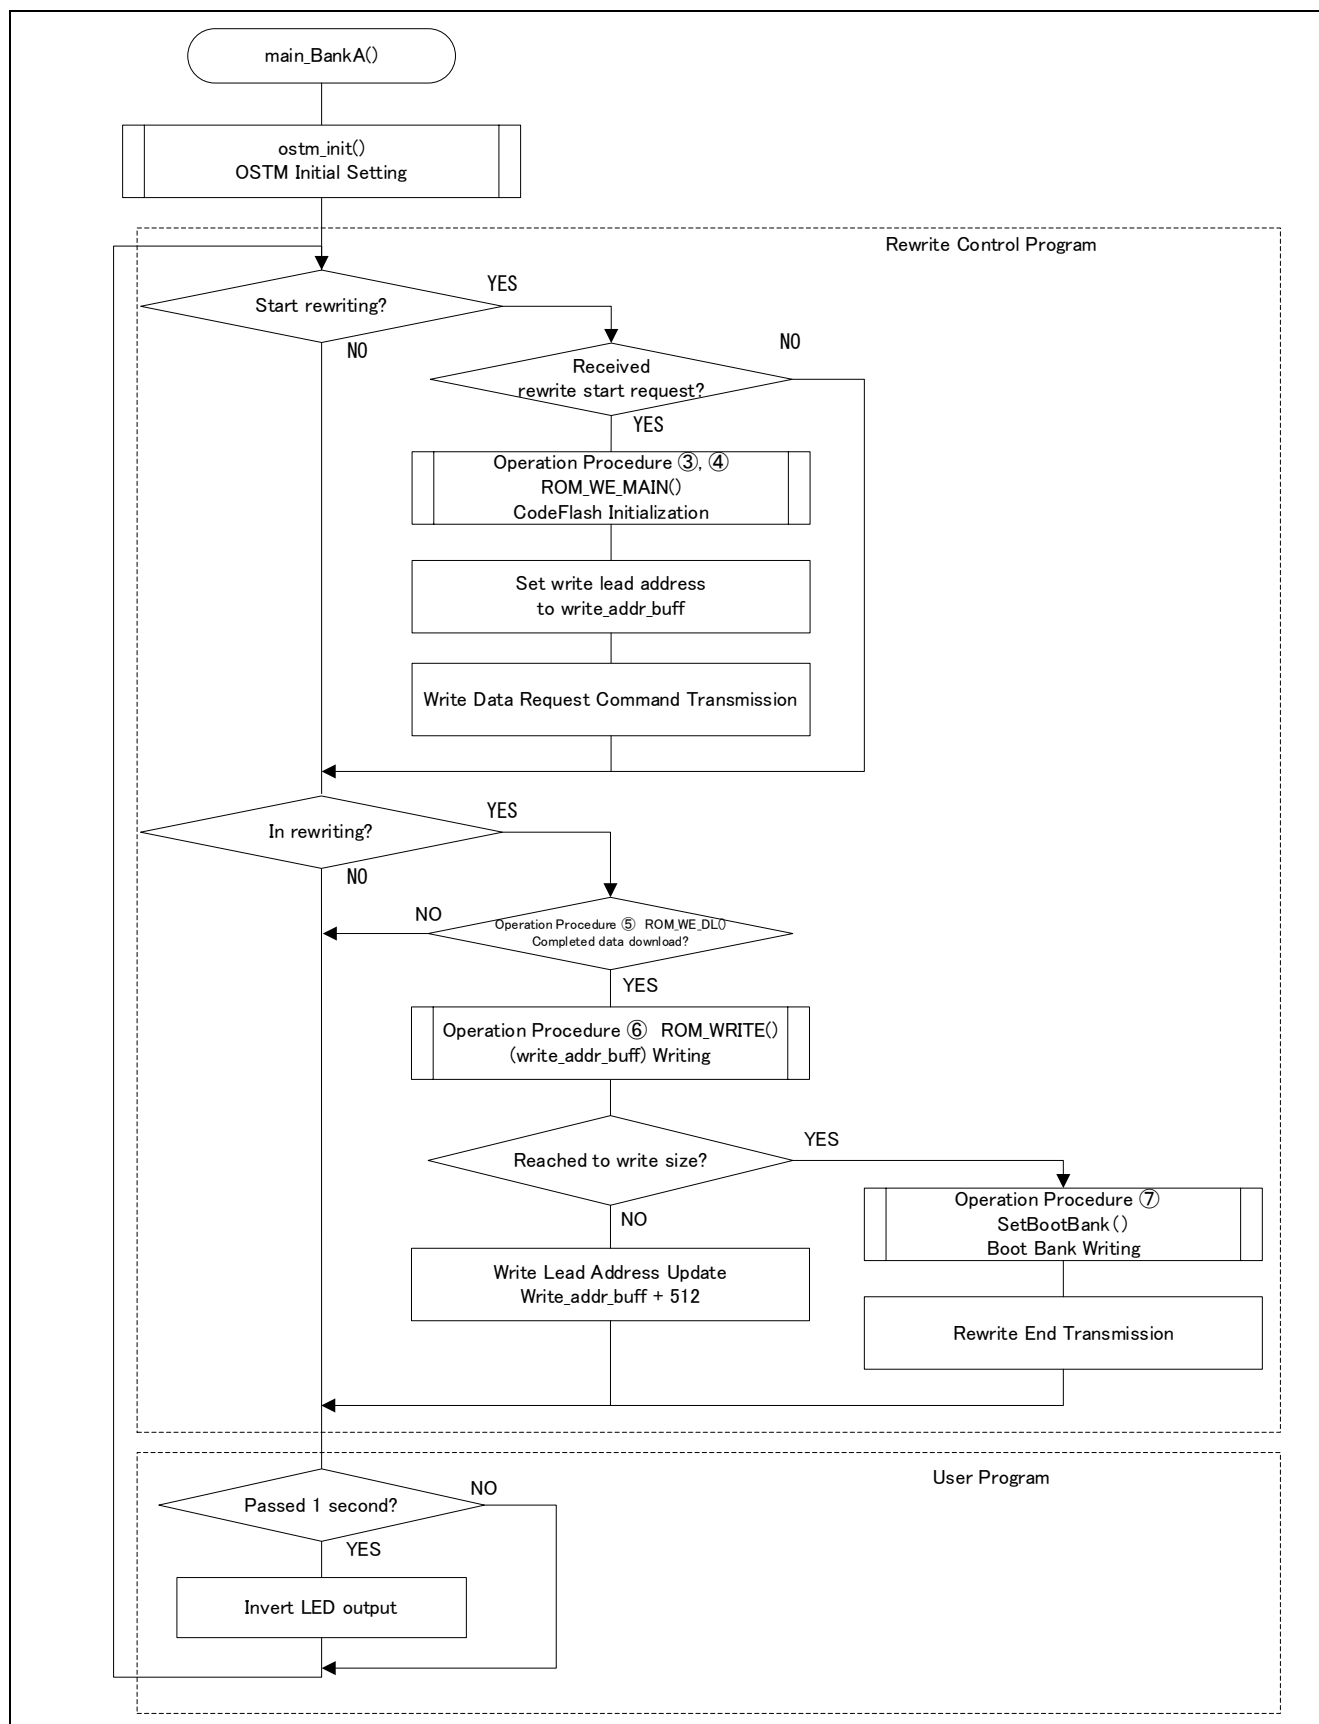 main_BankA()
ostm_init()
OSTM Initial Setting
Rewrite Control Program
Start rewriting?
YES
NO
Received
rewrite start request?
NO
YES
Operation Procedure ③, ④
ROM_WE_MAIN()
CodeFlash Initialization
Set write lead address
to write_addr_buff
Write Data Request Command Transmission
In rewriting?
YES
NO
Operation Procedure ⑤ ROM_WE_DL()
Completed data download?
NO
YES
Operation Procedure ⑥ ROM_WRITE()
(write_addr_buff) Writing
Reached to write size?
YES
NO
Operation Procedure ⑦
SetBootBank()
Boot Bank Writing
Write Lead Address Update
Write_addr_buff + 512
Rewrite End Transmission
User Program
Passed 1 second?
NO
YES
Invert LED output